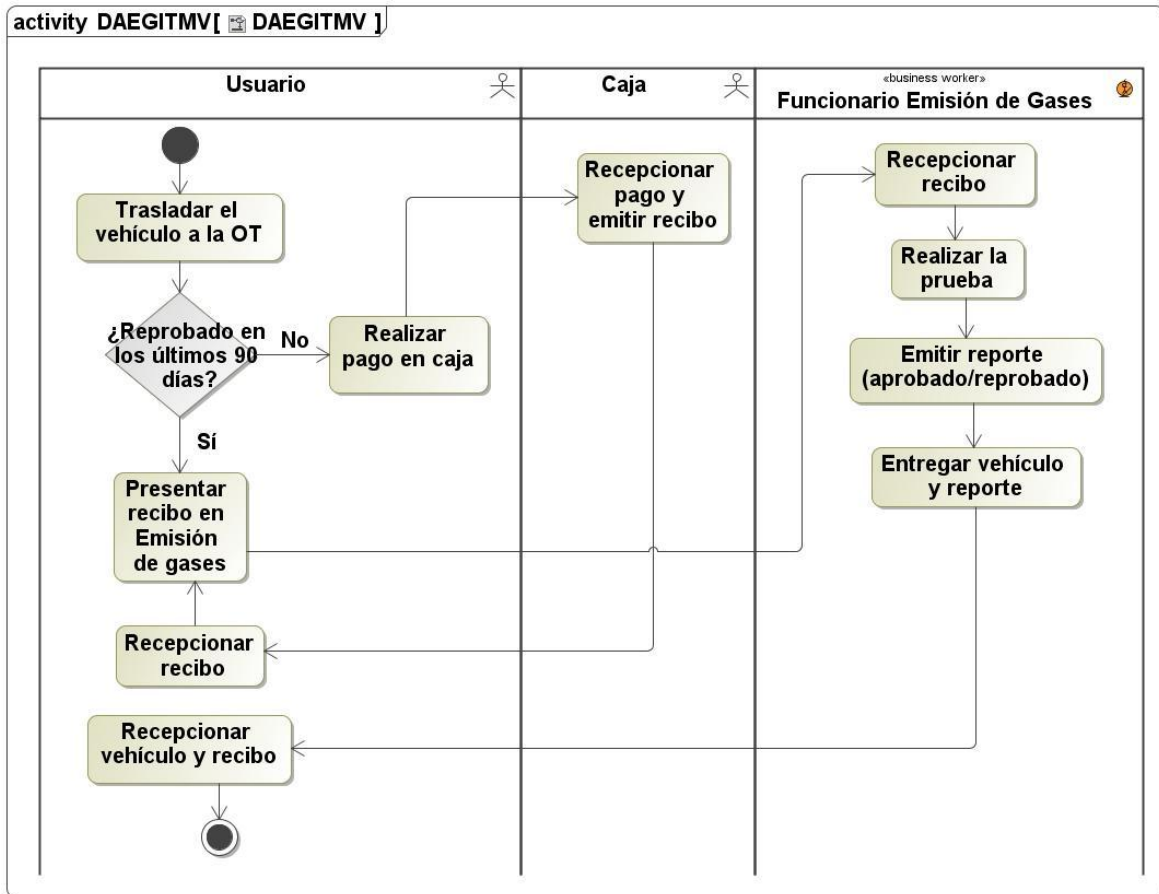 activity DAEGITMV[ DAEGITMV ]
Usuario
Caja
«business worker»
Funcionario Emisión de Gases
Trasladar el
vehículo a la OT
¿Reprobado en
los últimos 90
días?
No
Realizar
pago en caja
Sí
Presentar
recibo en
Emisión
de gases
Recepcionar
recibo
Recepcionar
vehículo y recibo
Recepcionar
pago y
emitir recibo
Recepcionar
recibo
Realizar la
prueba
Emitir reporte
(aprobado/reprobado)
Entregar vehículo
y reporte